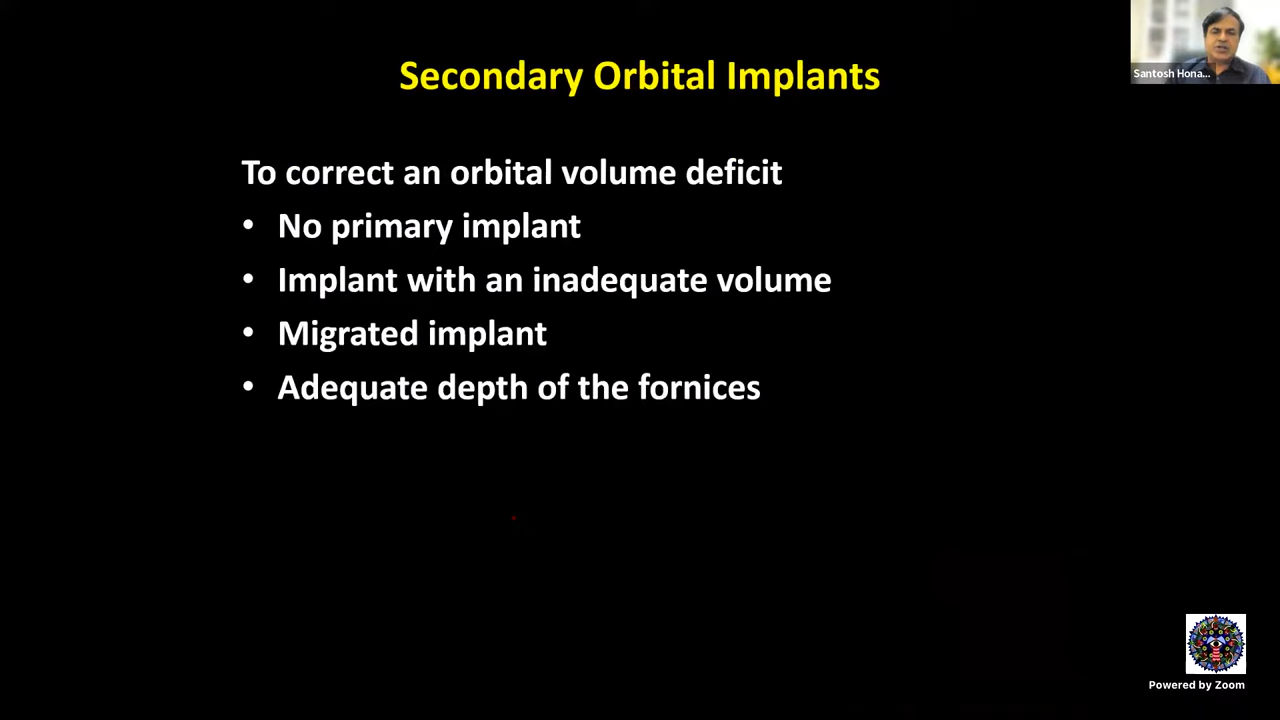 Santosh Hona...
Secondary Orbital Implants
To correct an orbital volume deficit
• No primary implant
• Implant with an inadequate volume
• Migrated implant
• Adequate depth of the fornices
Powered by Zoom